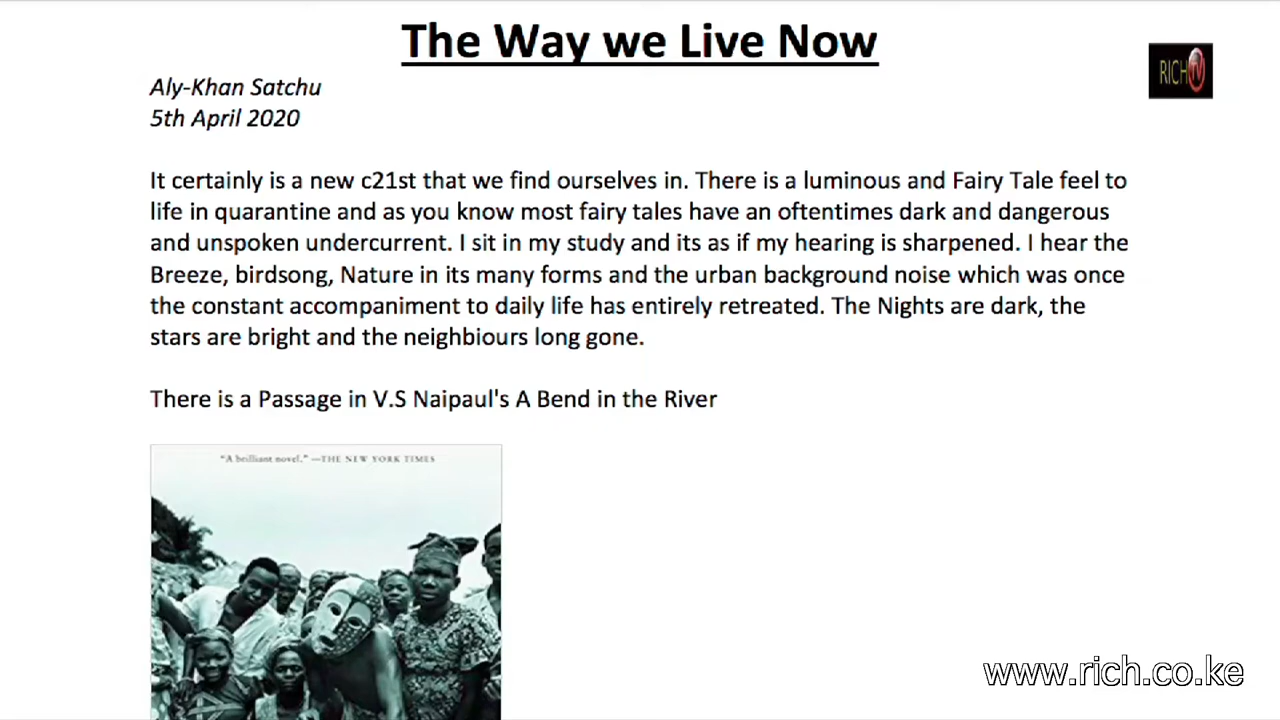 The Way we Live Now
RICH TV
Aly-Khan Satchu
5th April 2020
It certainly is a new c21st that we find ourselves in. There is a luminous and Fairy Tale feel to
life in quarantine and as you know most fairy tales have an oftentimes dark and dangerous
and unspoken undercurrent. I sit in my study and its as if my hearing is sharpened. I hear the
Breeze, birdsong, Nature in its many forms and the urban background noise which was once
the constant accompaniment to daily life has entirely retreated. The Nights are dark, the
stars are bright and the neighbiours long gone.
There is a Passage in V.S Naipaul's A Bend in the River
“A brilliant novel.” —THE NEW YORK TIMES
www.rich.co.ke